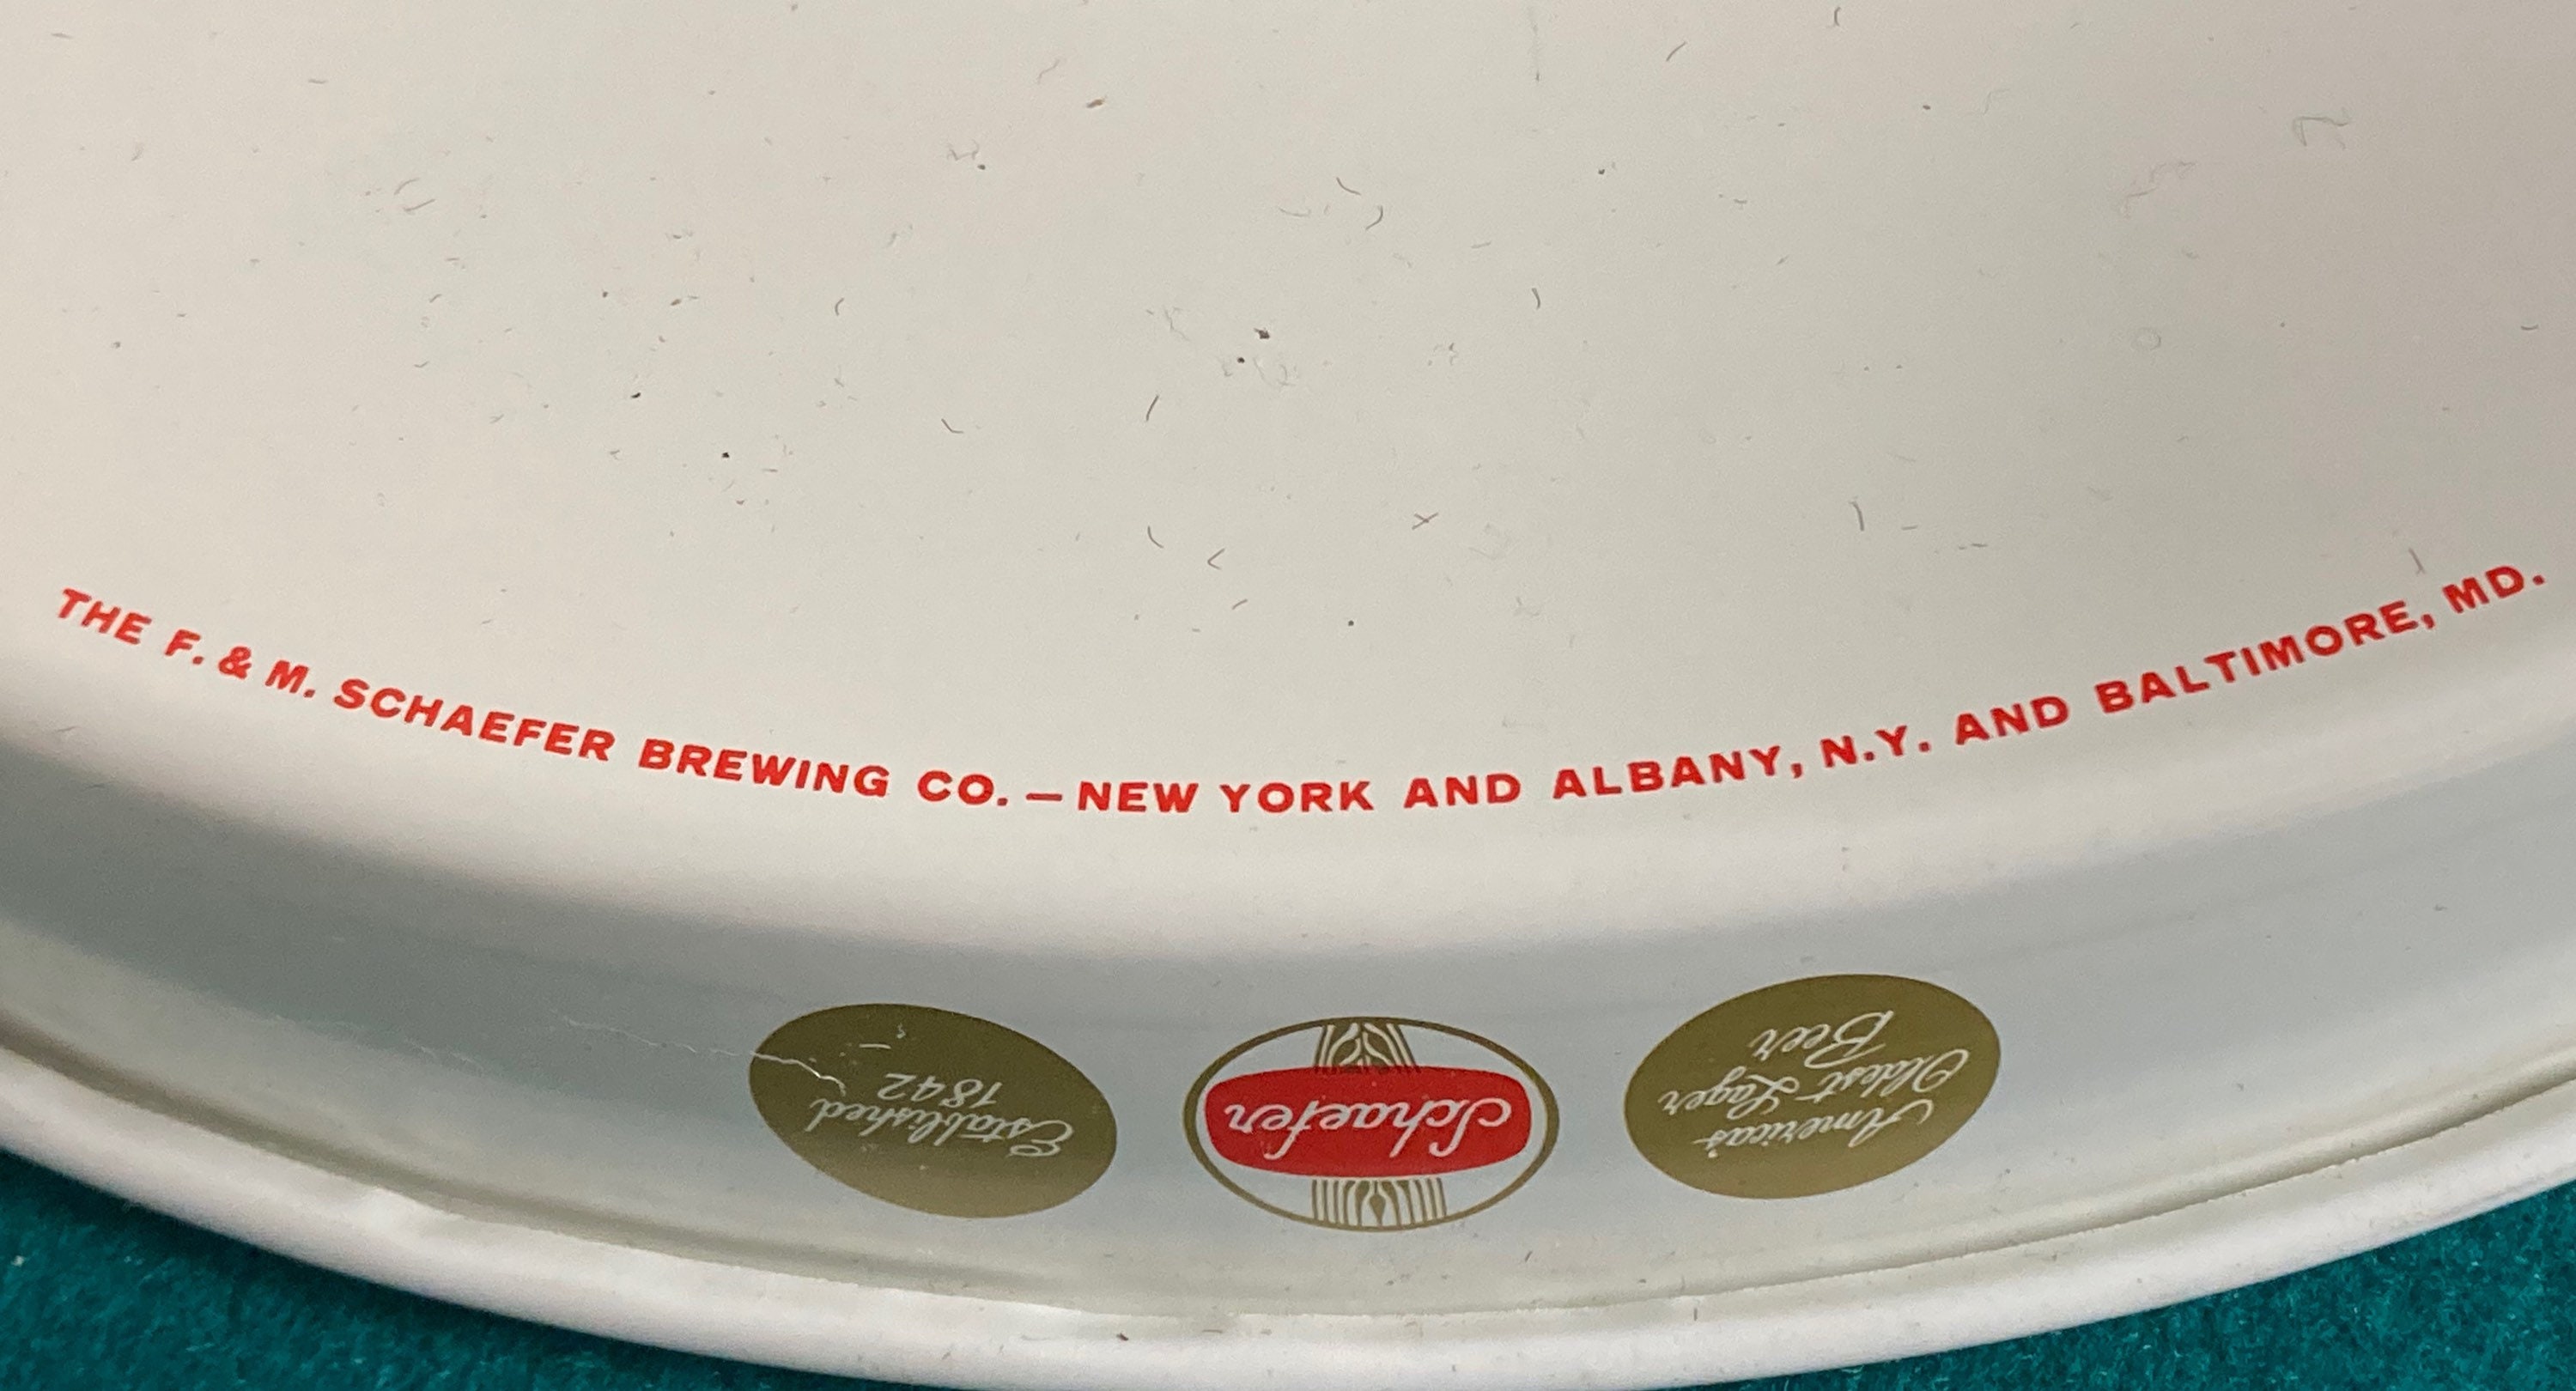 THE F. & M. SCHAEFER BREWING CO. — NEW YORK AND ALBANY, N.Y. AND BALTIMORE, MD.
Established
1842
Schaefer
America's
Oldest Lager
Beer